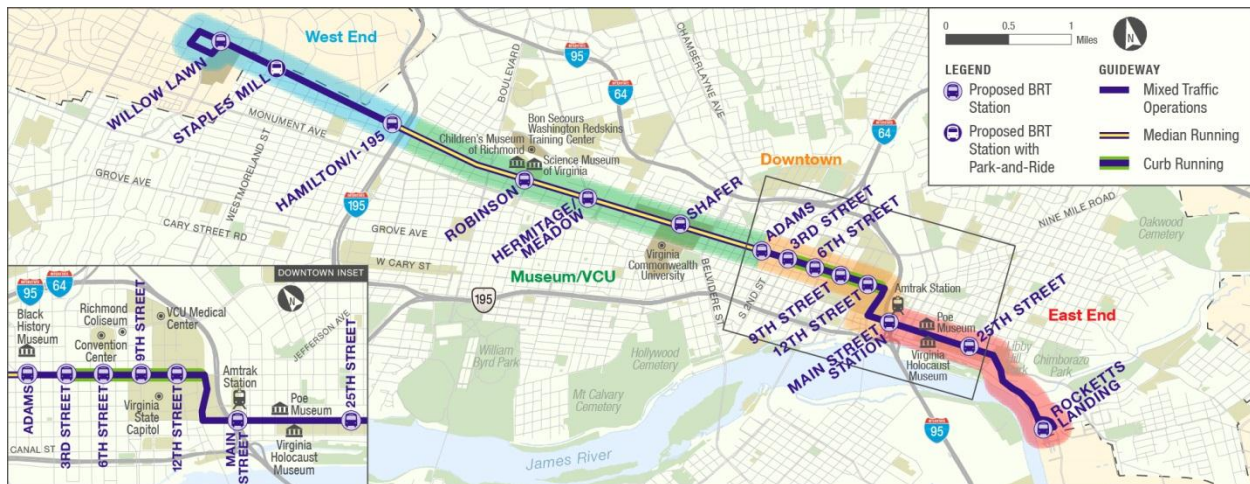 West End
WILLOW LAWN
STAPLES MILL
HAMILTON/I-195
MONUMENT AVE
WESTMORELAND ST
GROVE AVE
CARY STREET RD
INTERSTATE
195
GROVE AVE
W CARY ST
195
BOULEVARD
95
64
CHAMBERLAYNE AVE
64
Bon Secours
Washington Redskins
Training Center
Children's Museum
of Richmond
Science Museum
of Virginia
ROBINSON
HERMITAGE/
MEADOW
SHAFER
Museum/VCU
Virginia
Commonwealth
University
BELVIDERE ST
S 2ND ST
Downtown
ADAMS
3RD STREET
6TH STREET
9TH STREET
12TH STREET
MAIN STREET
STATION
Amtrak Station
Poe
Museum
Virginia
Holocaust
Museum
25TH STREET
East End
Libby
Hill
Park
Chimborazo
Park
ROCKETTS
LANDING
NINE MILE ROAD
Oakwood
Cemetery
William
Byrd Park
Hollywood
Cemetery
Mt Calvary
Cemetery
James River
95
0 0.5 1
Miles
N
LEGEND
Proposed BRT
Station
Proposed BRT
Station with
Park-and-Ride
GUIDEWAY
Mixed Traffic
Operations
Median Running
Curb Running
DOWNTOWN INSET
N
95
64
Black
History
Museum
Richmond
Coliseum
Convention
Center
9TH STREET
VCU Medical
Center
JEFFERSON AVE
Amtrak
Station
Poe
Museum
25TH STREET
ADAMS
3RD STREET
6TH STREET
Virginia
State
Capitol
12TH STREET
MAIN
STREET
Virginia
Holocaust
Museum
CANAL ST